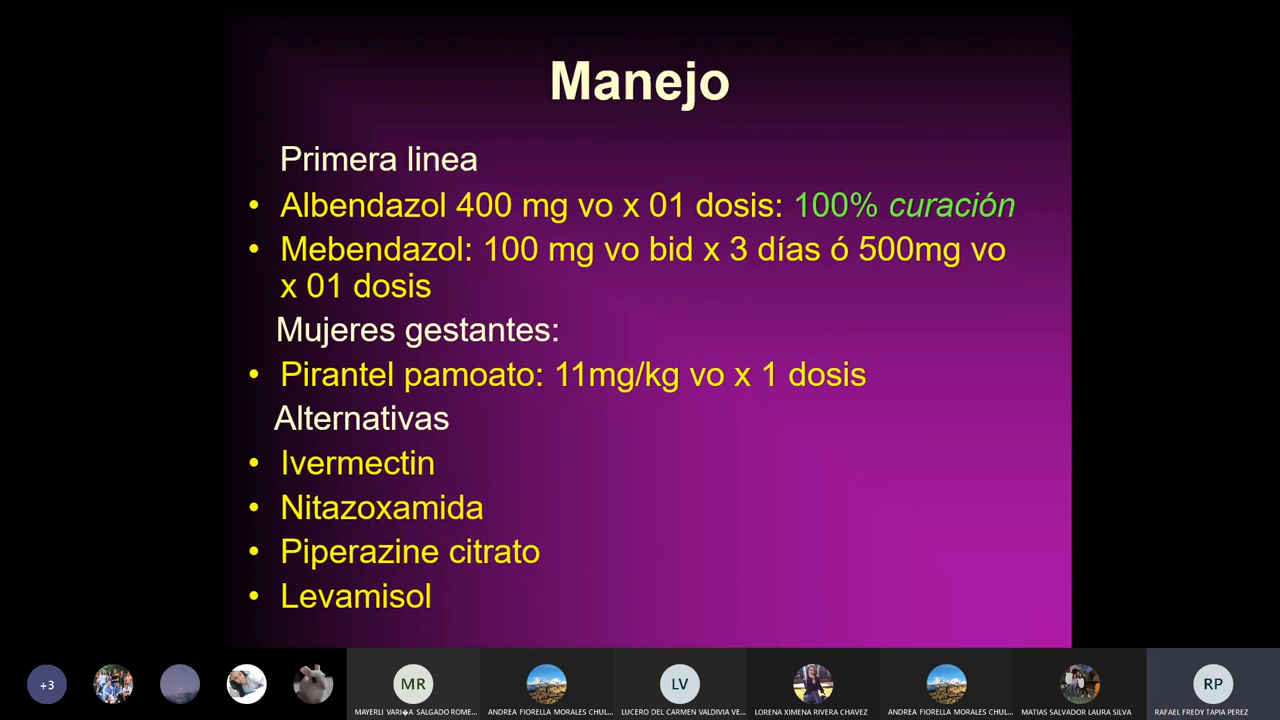 Manejo
Primera linea
• Albendazol 400 mg vo x 01 dosis: 100% curación
• Mebendazol: 100 mg vo bid x 3 días ó 500mg vo
x 01 dosis
Mujeres gestantes:
• Pirantel pamoato: 11mg/kg vo x 1 dosis
Alternativas
• Ivermectin
• Nitazoxamida
• Piperazine citrato
• Levamisol
+3
MR
LV
RP
MAYERLI VARI�A SALGADO ROME...
ANDREA FIORELLA MORALES CHUL...
LUCERO DEL CARMEN VALDIVIA VE...
LORENA XIMENA RIVERA CHAVEZ
ANDREA FIORELLA MORALES CHUL...
MATIAS SALVADOR LAURA SILVA
RAFAEL FREDY TAPIA PEREZ